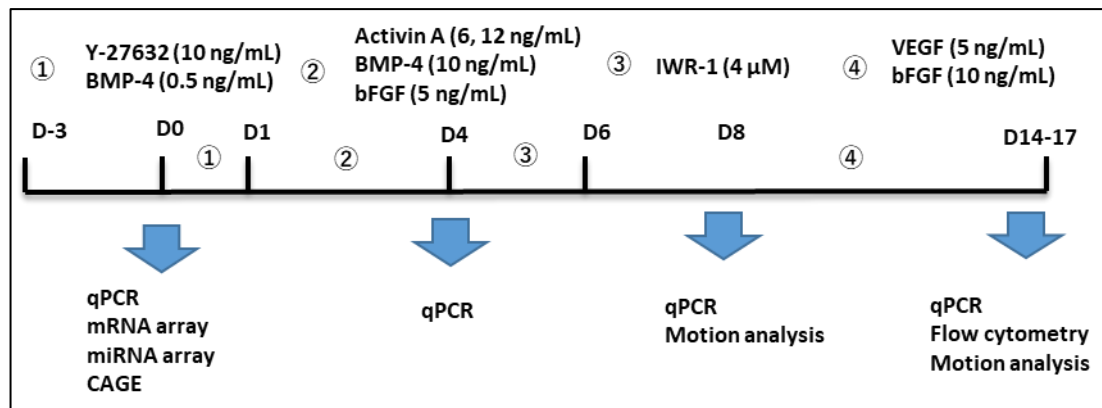 ① Y-27632 (10 ng/mL)
BMP-4 (0.5 ng/mL)
② Activin A (6, 12 ng/mL)
BMP-4 (10 ng/mL)
bFGF (5 ng/mL)
③ IWR-1 (4 μM)
④ VEGF (5 ng/mL)
bFGF (10 ng/mL)
D-3 D0 D1 D4 D6 D8 D14-17
① ② ③ ④
qPCR
mRNA array
miRNA array
CAGE
qPCR
qPCR
Motion analysis
qPCR
Flow cytometry
Motion analysis